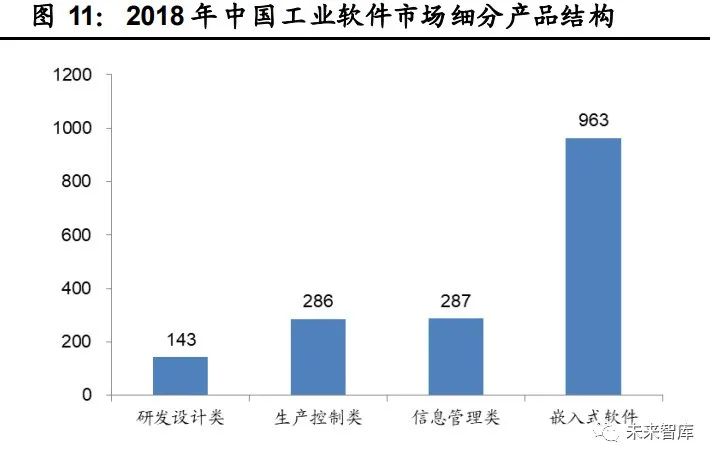 图 11： 2018 年中国工业软件市场细分产品结构
1200
1000
800
600
400
200
0
143
286
287
963
研发设计类
生产控制类
信息管理类
嵌入式软件
未来智库